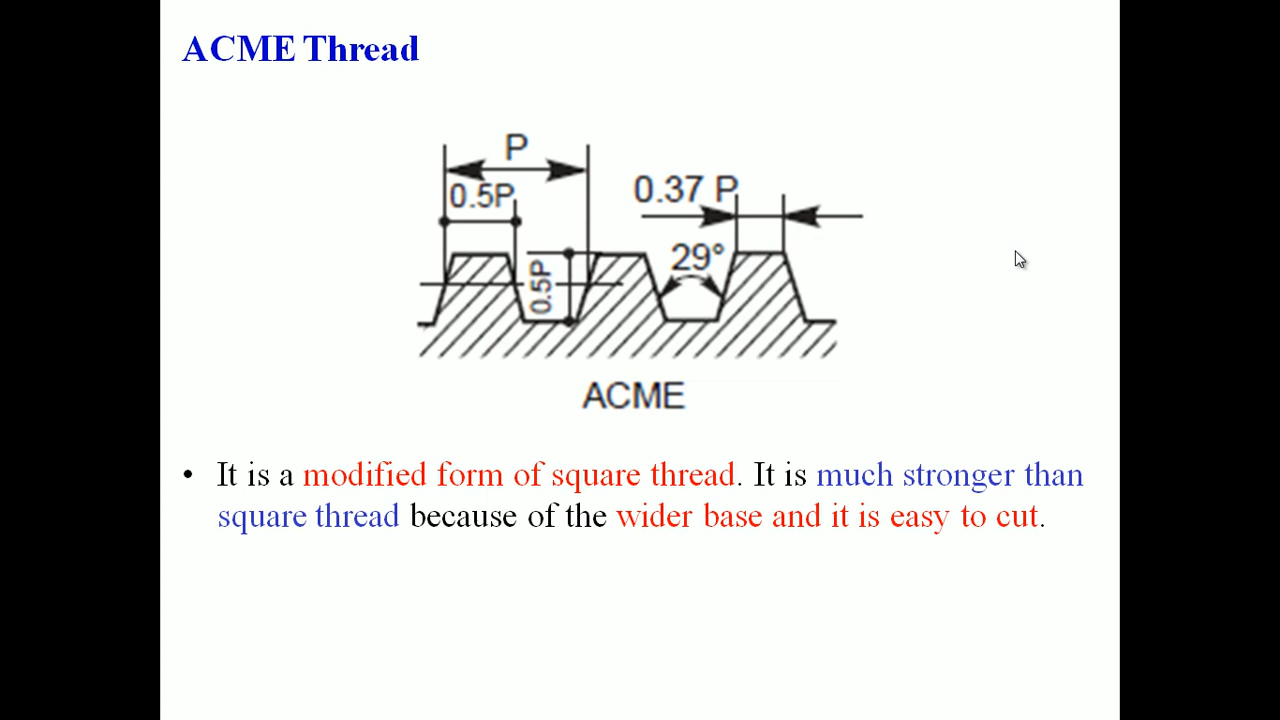 ACME Thread
P
0.5P
0.37 P
29°
0.5P
ACME
• It is a modified form of square thread. It is much stronger than
square thread because of the wider base and it is easy to cut.